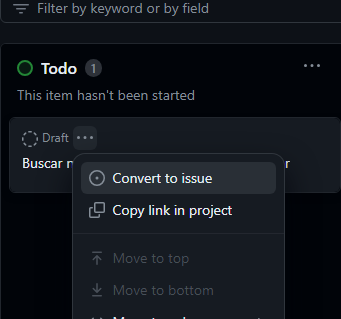 Filter by keyword or by field
Todo 1
This item hasn't been started
Draft
Buscar
Convert to issue
Copy link in project
Move to top
Move to bottom